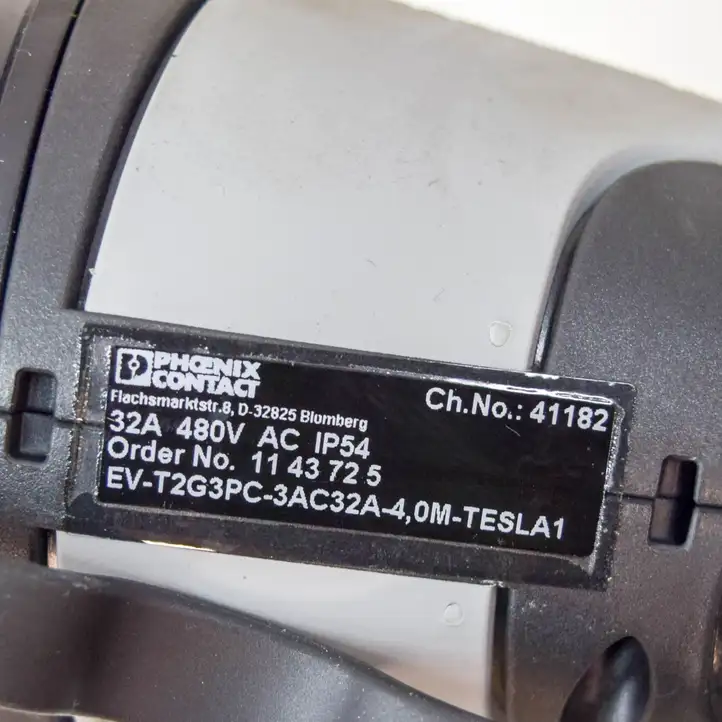 PHŒNIX
CONTACT
Flachsmarktstr.8, D-32825 Blomberg
Ch.No.: 41182
32A 480V AC IP54
Order No. 11 43 72 5
EV-T2G3PC-3AC32A-4,0M-TESLA1